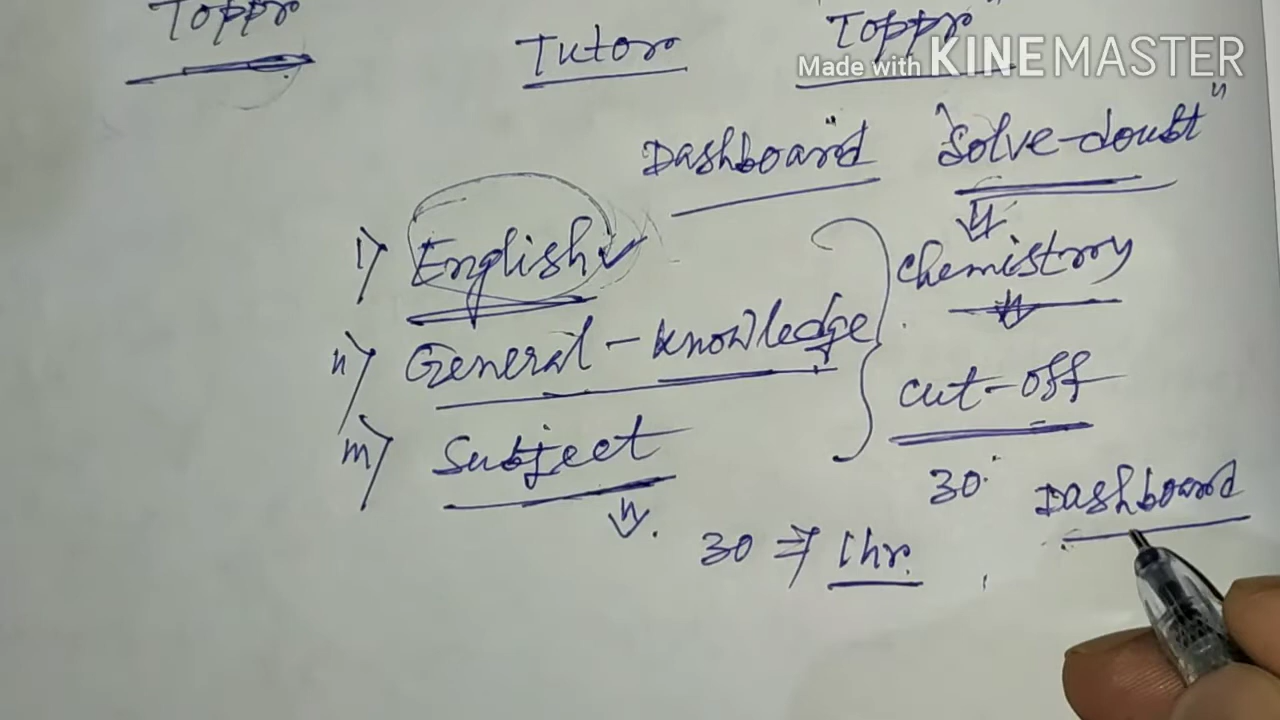 Toppr
Tutor
"Toppr"
Made with KINEMASTER
Dashboard "Solve-doubt"
i) English ✓
Chemistry
ii) General-knowledge
cut-off
iii) Subject
30
Dashboard
30 ⇒ 1hr.